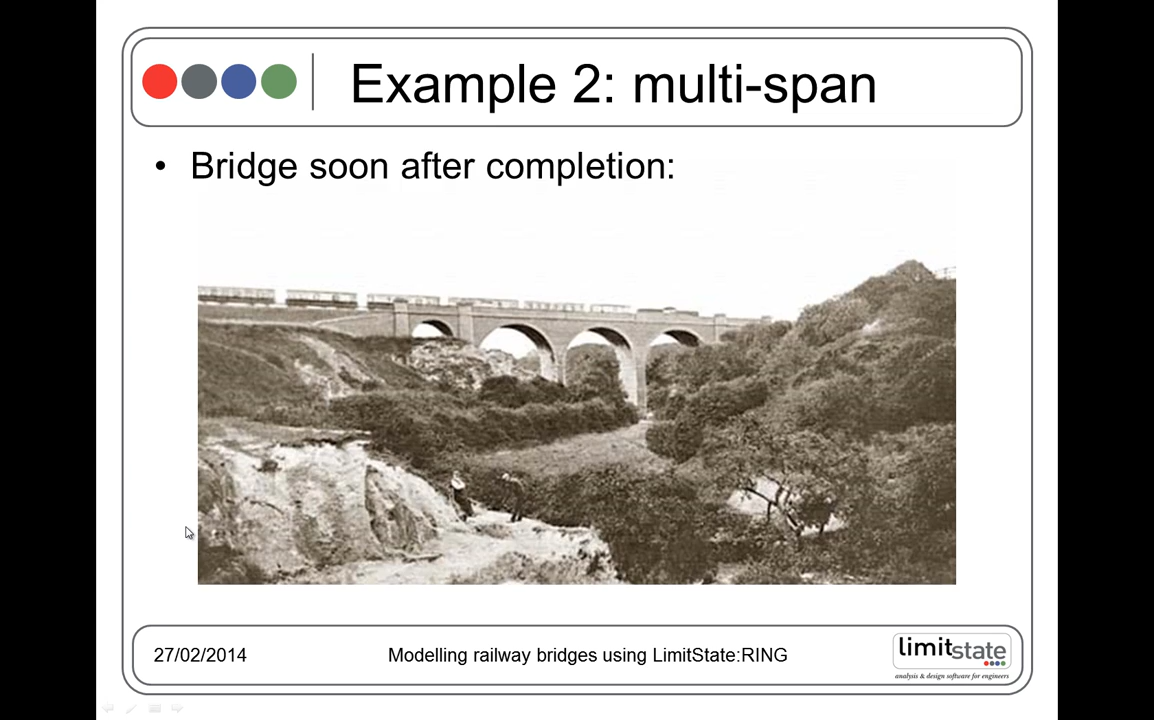 Example 2: multi-span
• Bridge soon after completion:
27/02/2014
Modelling railway bridges using LimitState:RING
limitstate
analysis & design software for engineers